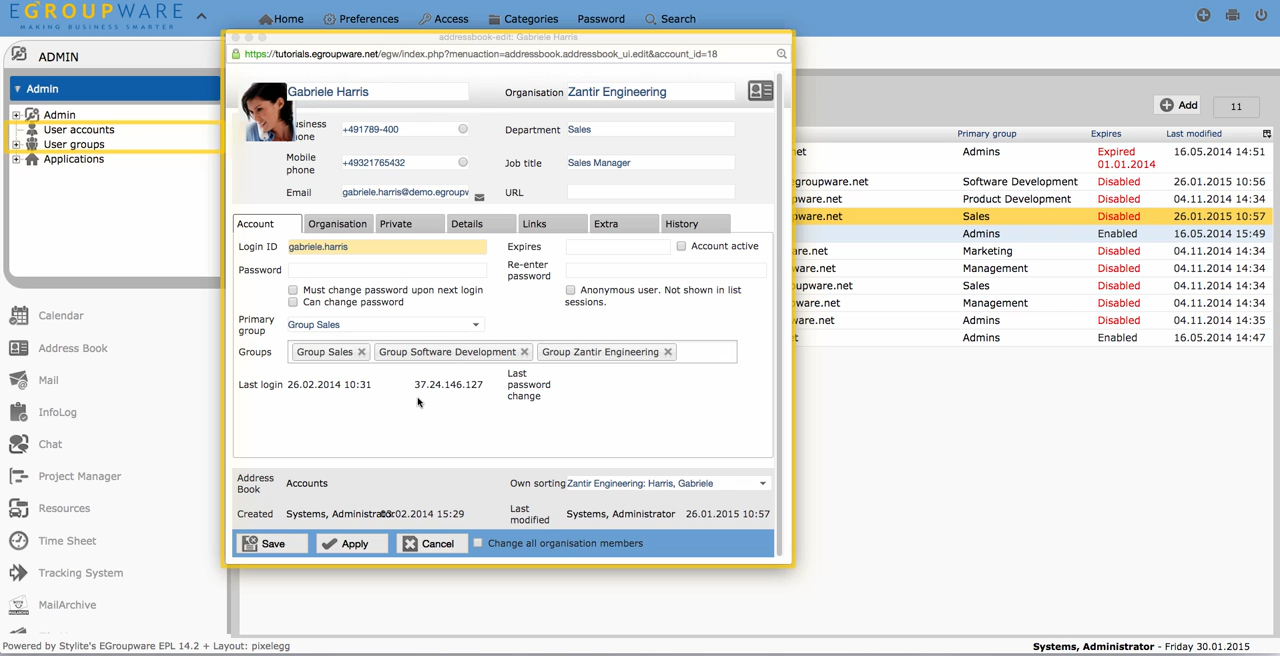 EGROUPWARE
MAKING BUSINESS SMARTER
Home Preferences Access Categories Password Search
ADMIN
Admin
Admin
User accounts
User groups
Applications
Calendar
Address Book
Mail
InfoLog
Chat
Project Manager
Resources
Time Sheet
Tracking System
MailArchive
addressbook-edit: Gabriele Harris
https://tutorials.egroupware.net/egw/index.php?menuaction=addressbook.addressbook_ui.edit&account_id=18
Gabriele Harris Organisation Zantir Engineering
usiness
one +491789-400 Department Sales
Mobile
phone +49321765432 Job title Sales Manager
Email gabriele.harris@demo.egroupw URL
Account Organisation Private Details Links Extra History
Login ID gabriele.harris Expires Account active
Password Re-enter
password
Must change password upon next login Anonymous user. Not shown in list
Can change password sessions.
Primary
group Group Sales
Groups Group Sales Group Software Development Group Zantir Engineering
Last login 26.02.2014 10:31 37.24.146.127 Last
password
change
Address
Book Accounts Own sorting Zantir Engineering: Harris, Gabriele
Created Systems, Administrator 03.02.2014 15:29 Last
modified Systems, Administrator 26.01.2015 10:57
Save Apply Cancel Change all organisation members
Add 11
Primary group Expires Last modified
et Admins Expired 16.05.2014 14:51
01.01.2014
groupware.net Software Development Disabled 26.01.2015 10:56
ware.net Product Development Disabled 04.11.2014 14:34
ware.net Sales Disabled 26.01.2015 10:57
Admins Enabled 16.05.2014 15:49
re.net Marketing Disabled 04.11.2014 14:34
ware.net Management Disabled 04.11.2014 14:34
upware.net Sales Disabled 04.11.2014 14:34
ware.net Management Disabled 04.11.2014 14:34
are.net Admins Disabled 04.11.2014 14:35
t Admins Enabled 16.05.2014 14:47
Powered by Stylite's EGroupware EPL 14.2 + Layout: pixelegg
Systems, Administrator - Friday 30.01.2015